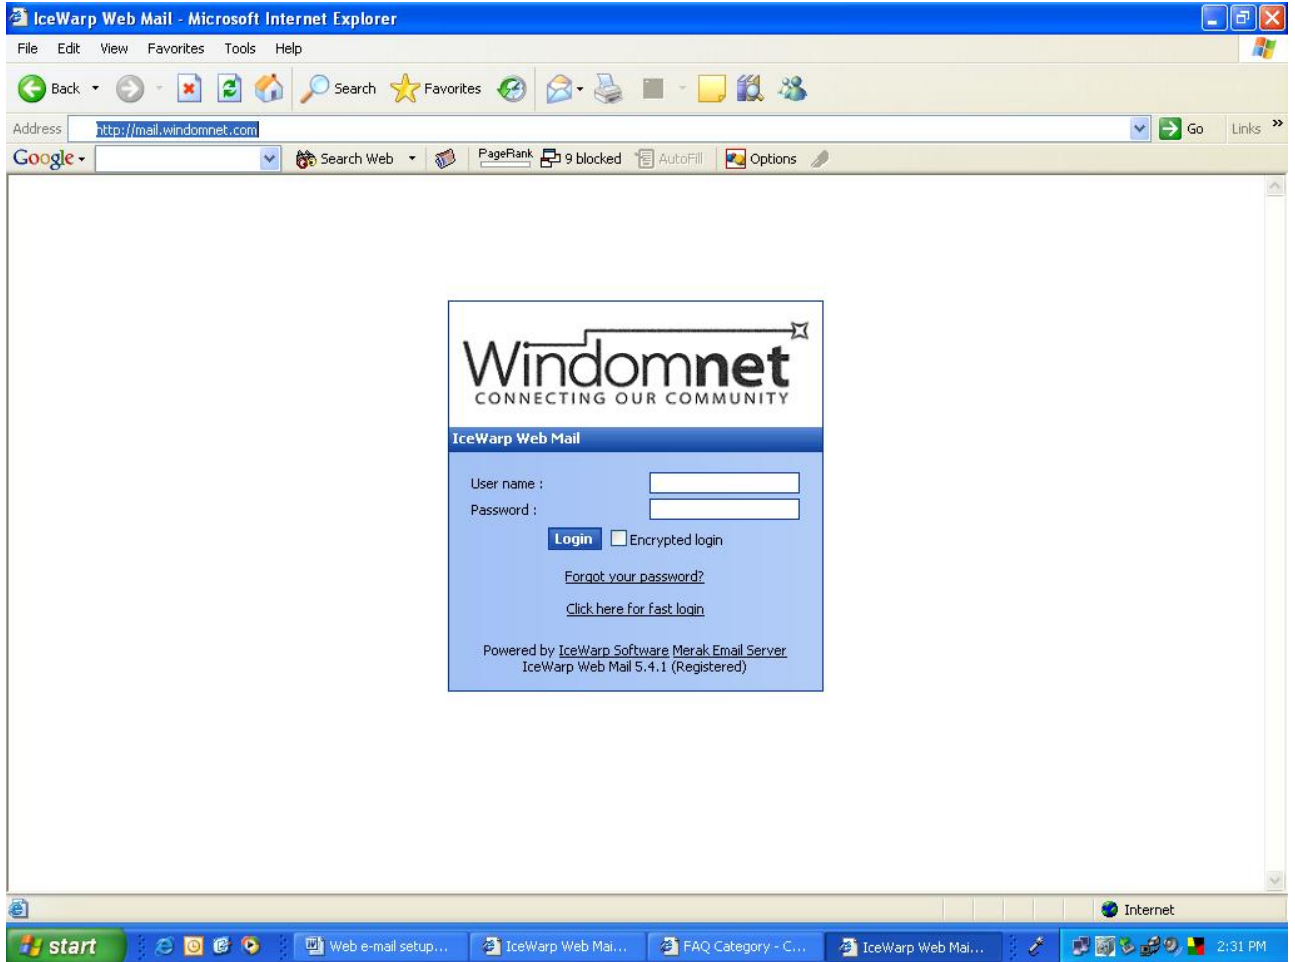 IceWarp Web Mail - Microsoft Internet Explorer
File Edit View Favorites Tools Help
Back Search Favorites
Address http://mail.windomnet.com Go Links »
Google Search Web PageRank 9 blocked AutoFill Options
Windomnet
CONNECTING OUR COMMUNITY
IceWarp Web Mail
User name :
Password :
Login Encrypted login
Forgot your password?
Click here for fast login
Powered by IceWarp Software Merak Email Server
IceWarp Web Mail 5.4.1 (Registered)
Internet
start Web e-mail setup... IceWarp Web Mai... FAQ Category - C... IceWarp Web Mai... 2:31 PM